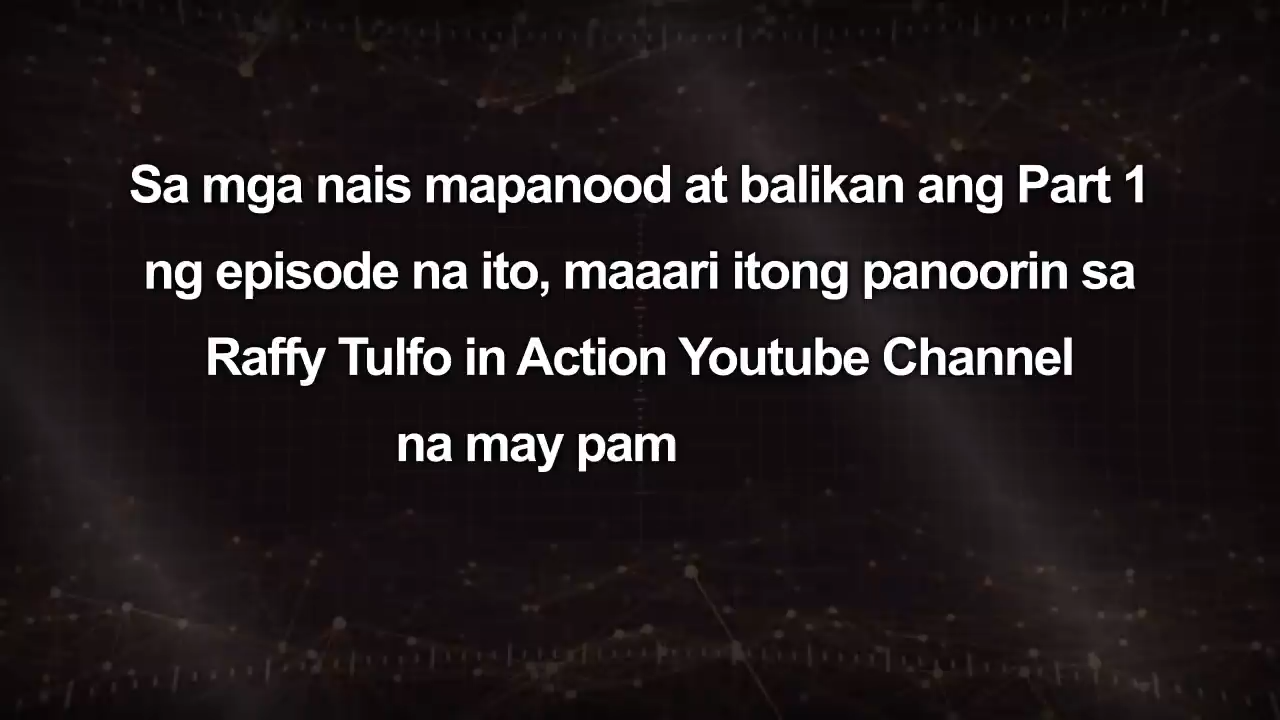 Sa mga nais mapanood at balikan ang Part 1
ng episode na ito, maaari itong panoorin sa
Raffy Tulfo in Action Youtube Channel
na may pam